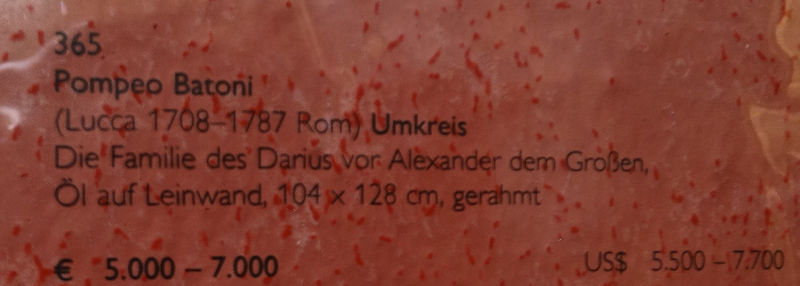 365
Pompeo Batoni
(Lucca 1708–1787 Rom) Umkreis
Die Familie des Darius vor Alexander dem Großen,
Öl auf Leinwand, 104 x 128 cm, gerahmt
€ 5.000 – 7.000 US$ 5.500 – 7.700